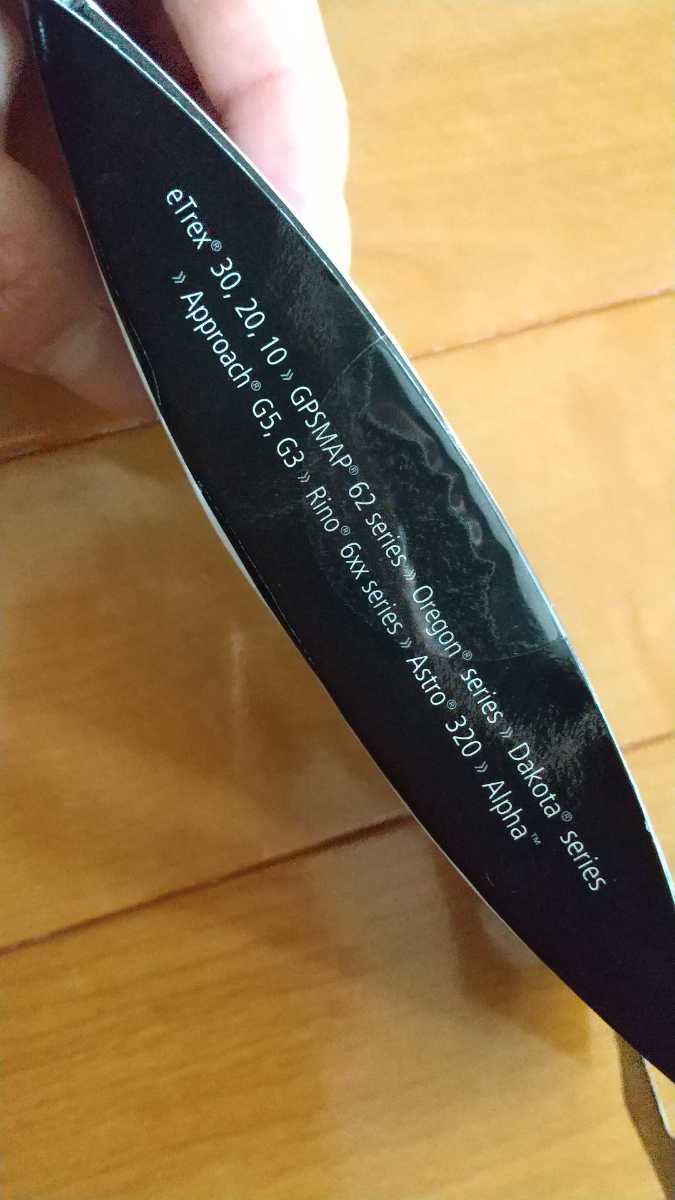 eTrex® 30, 20, 10 » GPSMAP® 62 series » Oregon® series » Dakota® series
» Approach® G5, G3 » Rino® 6xx series » Astro® 320 » Alpha™